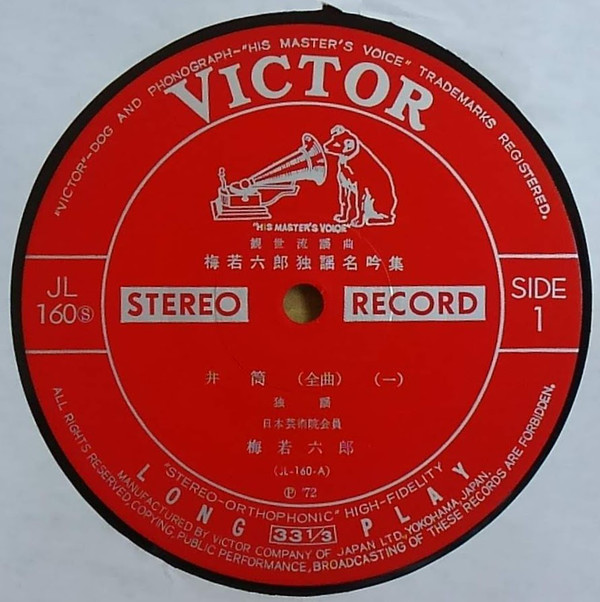 "VICTOR"-DOG AND PHONOGRAPH-"HIS MASTER'S VOICE" TRADEMARKS REGISTERED.
VICTOR
"HIS MASTER'S VOICE"
観世流謡曲
梅若六郎独謡名吟集
JL
160Ⓢ
STEREO RECORD
SIDE
1
井筒 (全曲) (一)
独謡
日本芸術院会員
梅若六郎
(JL-160-A)
Ⓟ '72
"STEREO-ORTHOPHONIC" HIGH-FIDELITY
LONG 33 1/3 PLAY
MANUFACTURED BY VICTOR COMPANY OF JAPAN LTD., YOKOHAMA, JAPAN.
ALL RIGHTS RESERVED, COPYING, PUBLIC PERFORMANCE, BROADCASTING OF THESE RECORDS ARE FORBIDDEN.